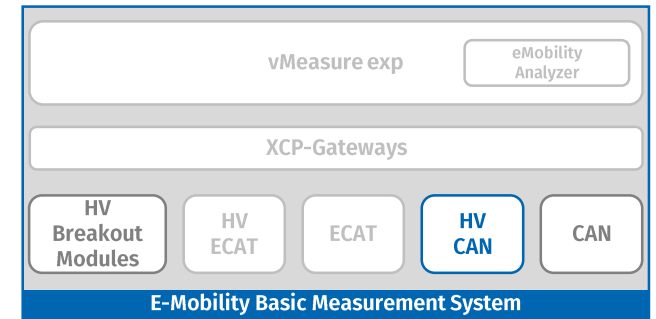 vMeasure exp
eMobility
Analyzer
XCP-Gateways
HV
Breakout
Modules
HV
ECAT
ECAT
HV
CAN
CAN
E-Mobility Basic Measurement System